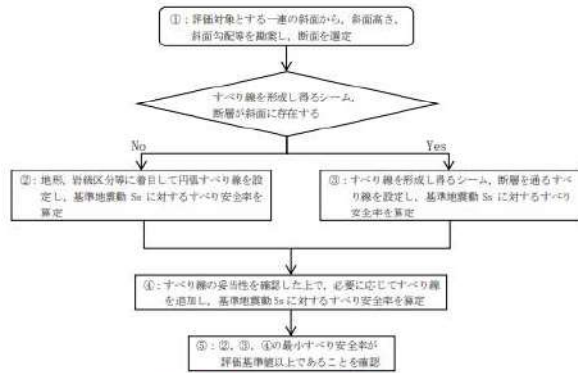 ①：評価対象とする一連の斜面から，斜面高さ，
斜面勾配等を勘案し，断面を選定
すべり線を形成し得るシーム，
断層が斜面に存在する
No
Yes
②：地形，岩級区分等に着目して円弧すべり線を設
定し，基準地震動 Ss に対するすべり安全率を
算定
③：すべり線を形成し得るシーム，断層を通るすべ
り線を設定し，基準地震動 Ss に対するすべり
安全率を算定
④：すべり線の妥当性を確認した上で，必要に応じてすべり線
を追加し，基準地震動 Ss に対するすべり安全率を算定
⑤：②，③，④の最小すべり安全率が
評価基準値以上であることを確認